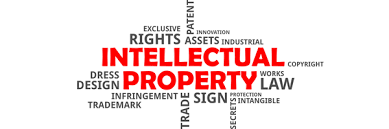 PATENT
EXCLUSIVE
INNOVATION
RIGHTS ASSETS INDUSTRIAL
INTELLECTUAL
COPYRIGHT
DRESS PROPERTY WORKS
DESIGN LAW
INFRINGEMENT TRADE SIGN PROTECTION
INTANGIBLE
TRADEMARK
SECRETS